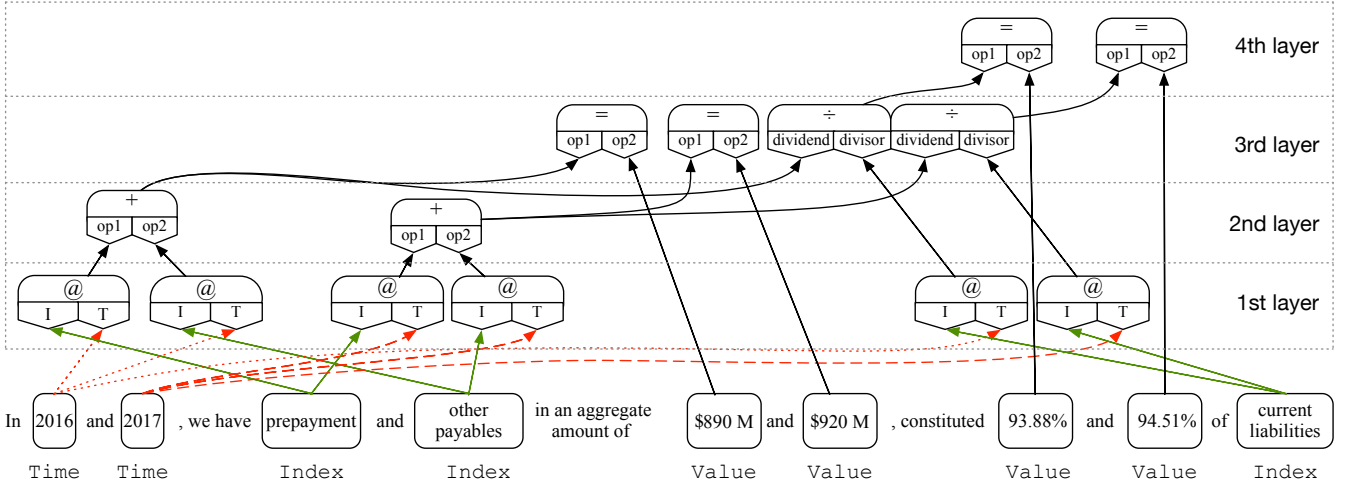 = =
op1 op2 op1 op2 4th layer
= = ÷ ÷
op1 op2 op1 op2 dividend divisor dividend divisor 3rd layer
+ +
op1 op2 op1 op2 2nd layer
@ @ @ @ @ @
I T I T I T I T I T I T 1st layer
In 2016 and 2017 , we have prepayment and other payables in an aggregate amount of $890 M and $920 M , constituted 93.88% and 94.51% of current liabilities
Time Time Index Index Value Value Value Value Index